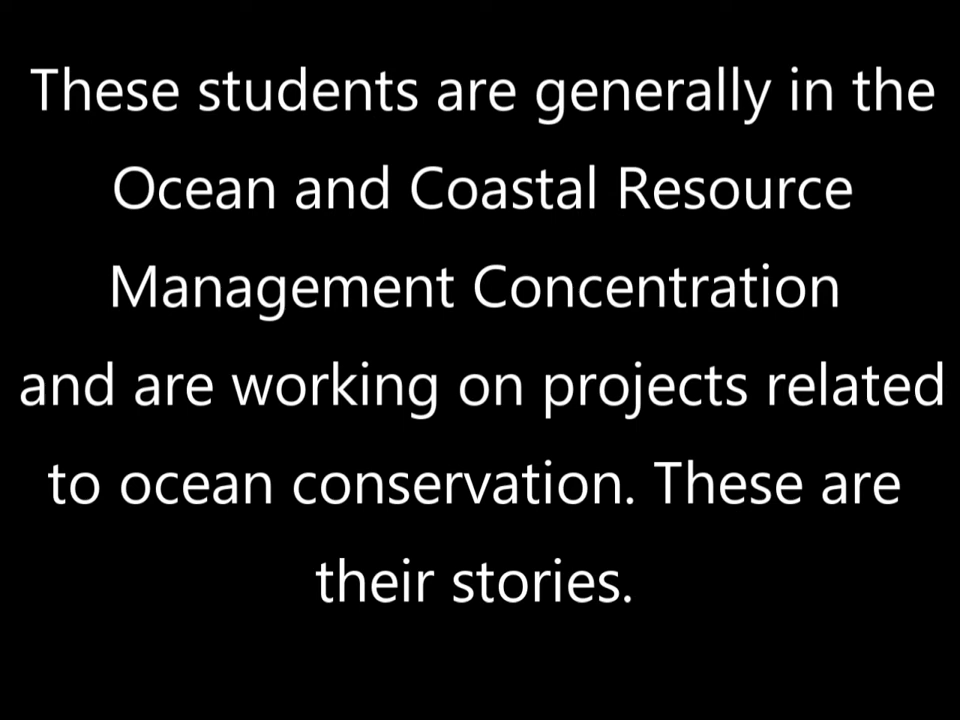 These students are generally in the
Ocean and Coastal Resource
Management Concentration
and are working on projects related
to ocean conservation. These are
their stories.